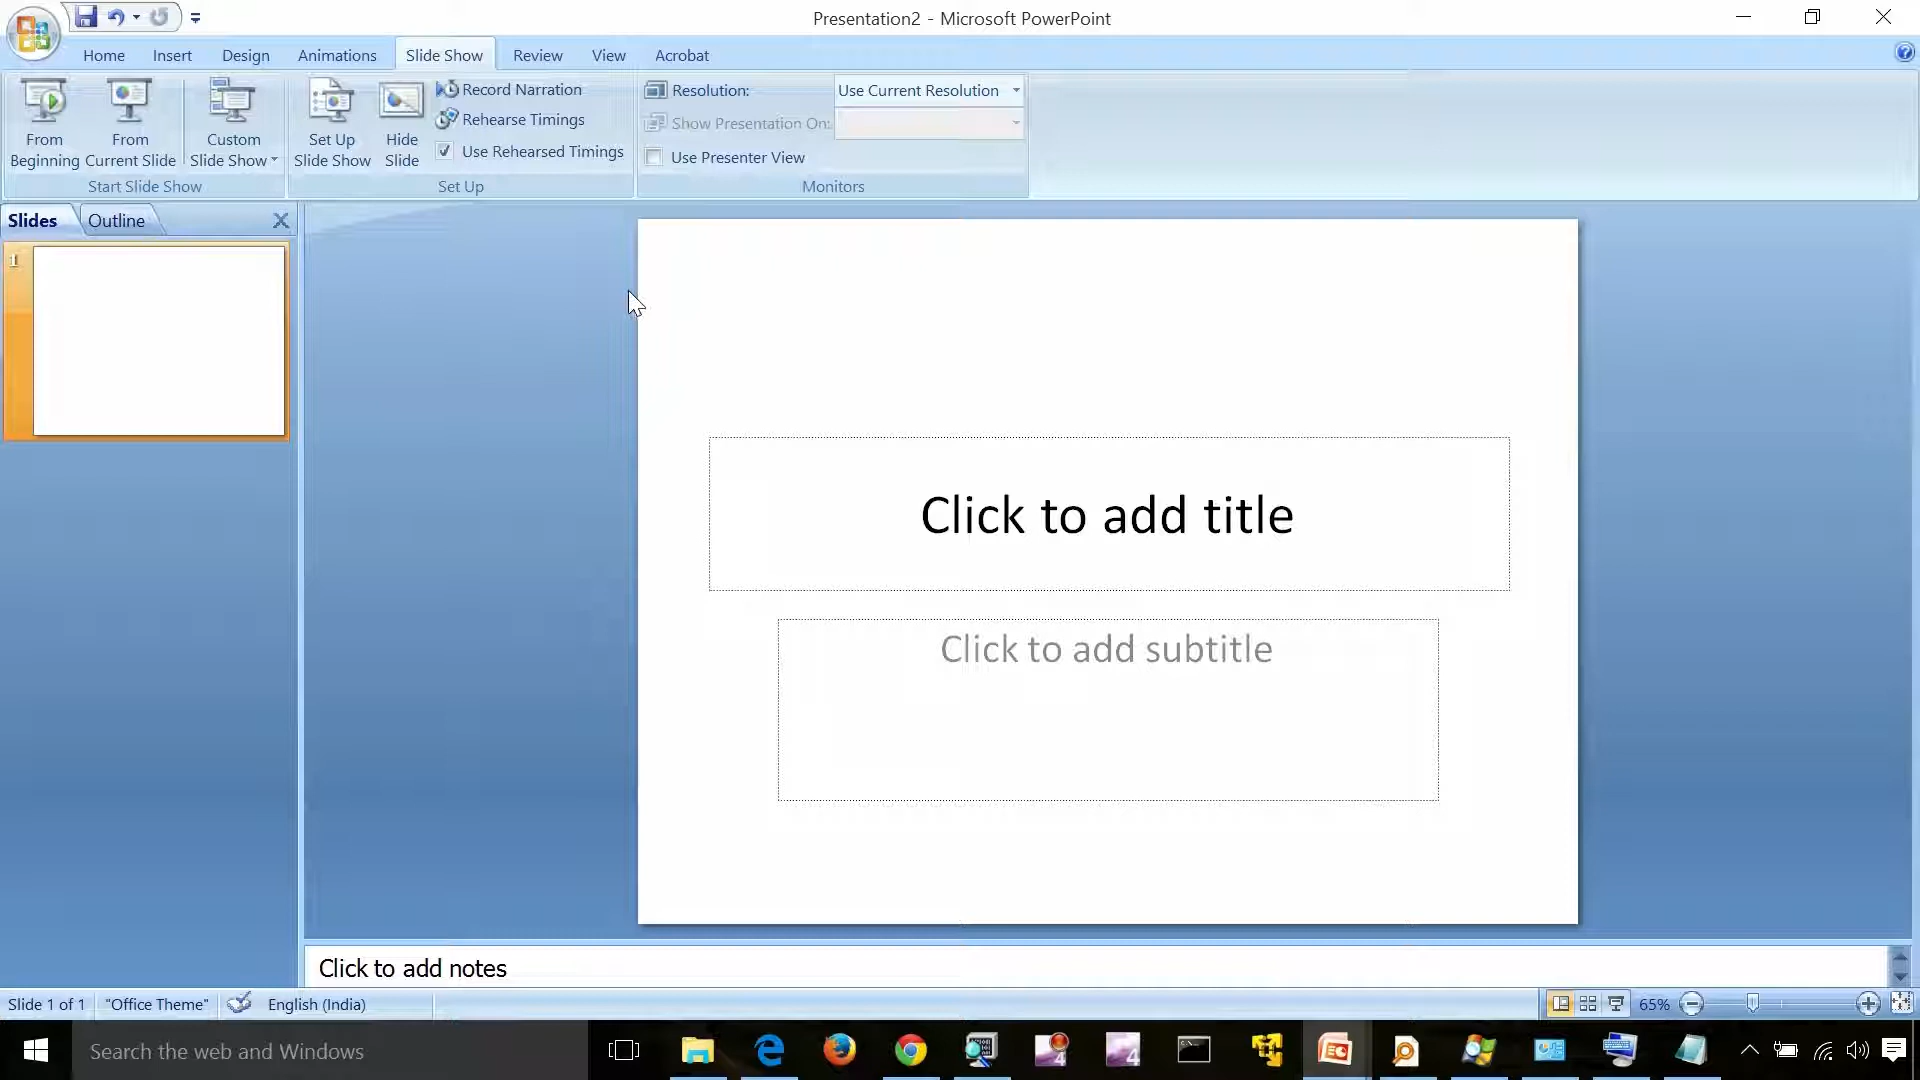 Presentation2 - Microsoft PowerPoint
Home Insert Design Animations Slide Show Review View Acrobat
From Beginning
From Current Slide
Custom Slide Show
Start Slide Show
Set Up Slide Show
Hide Slide
Record Narration
Rehearse Timings
Use Rehearsed Timings
Set Up
Resolution: Use Current Resolution
Show Presentation On:
Use Presenter View
Monitors
Slides Outline
1
Click to add title
Click to add subtitle
Click to add notes
Slide 1 of 1 "Office Theme" English (India) 65%
Search the web and Windows